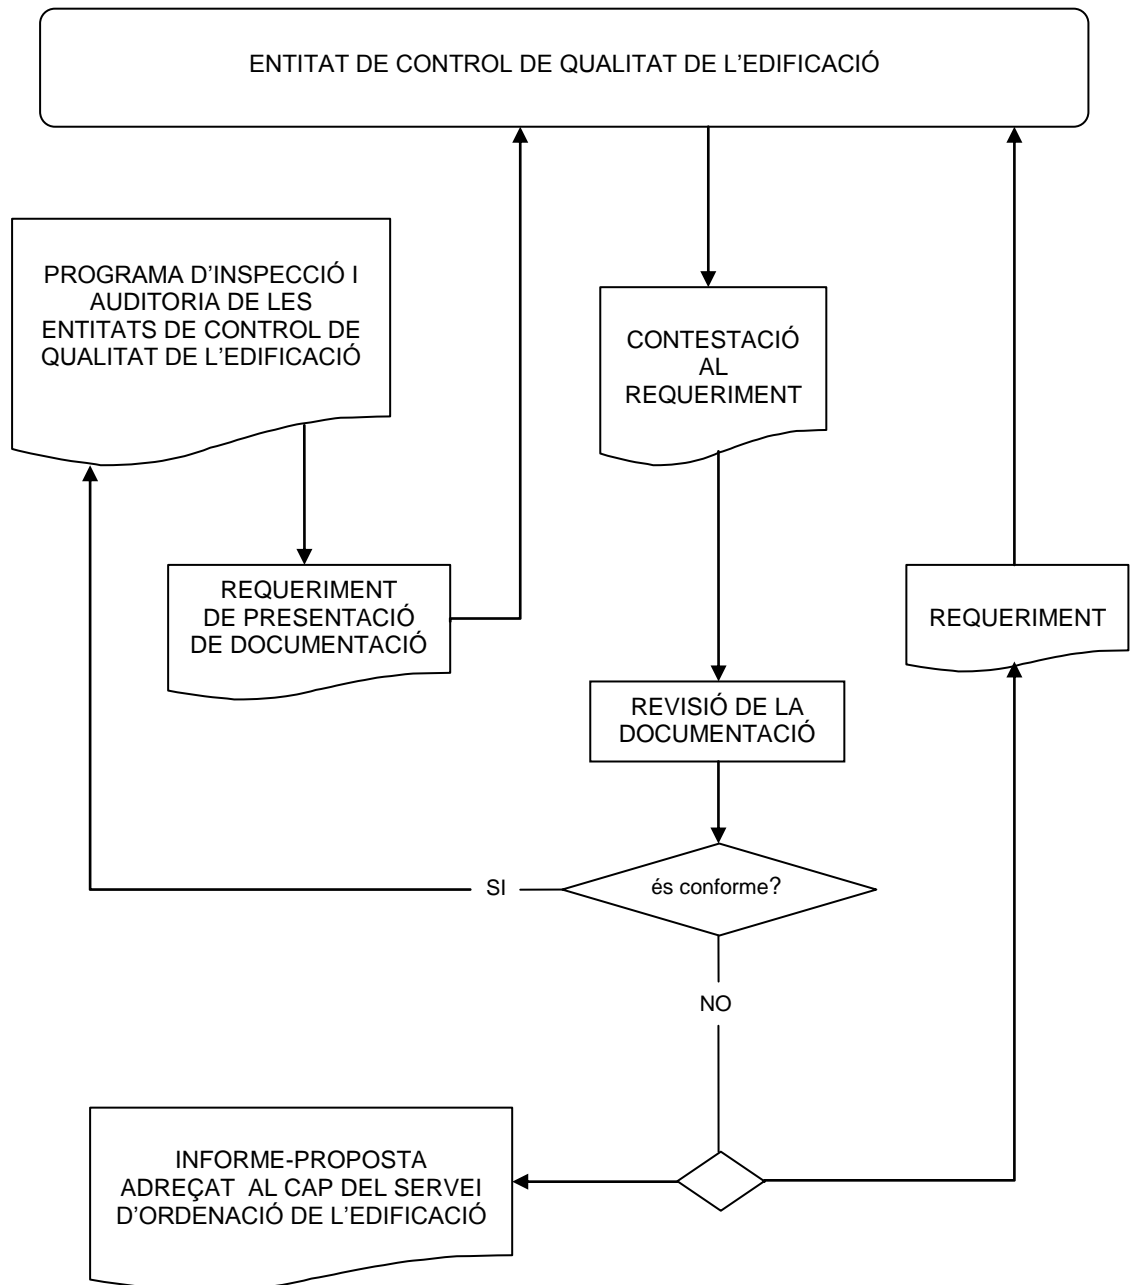 ENTITAT DE CONTROL DE QUALITAT DE L’EDIFICACIÓ
PROGRAMA D’INSPECCIÓ I
AUDITORIA DE LES
ENTITATS DE CONTROL DE
QUALITAT DE L’EDIFICACIÓ
CONTESTACIÓ
AL
REQUERIMENT
REQUERIMENT
DE PRESENTACIÓ
DE DOCUMENTACIÓ
REQUERIMENT
REVISIÓ DE LA
DOCUMENTACIÓ
SI
és conforme?
NO
INFORME-PROPOSTA
ADREÇAT AL CAP DEL SERVEI
D’ORDENACIÓ DE L’EDIFICACIÓ